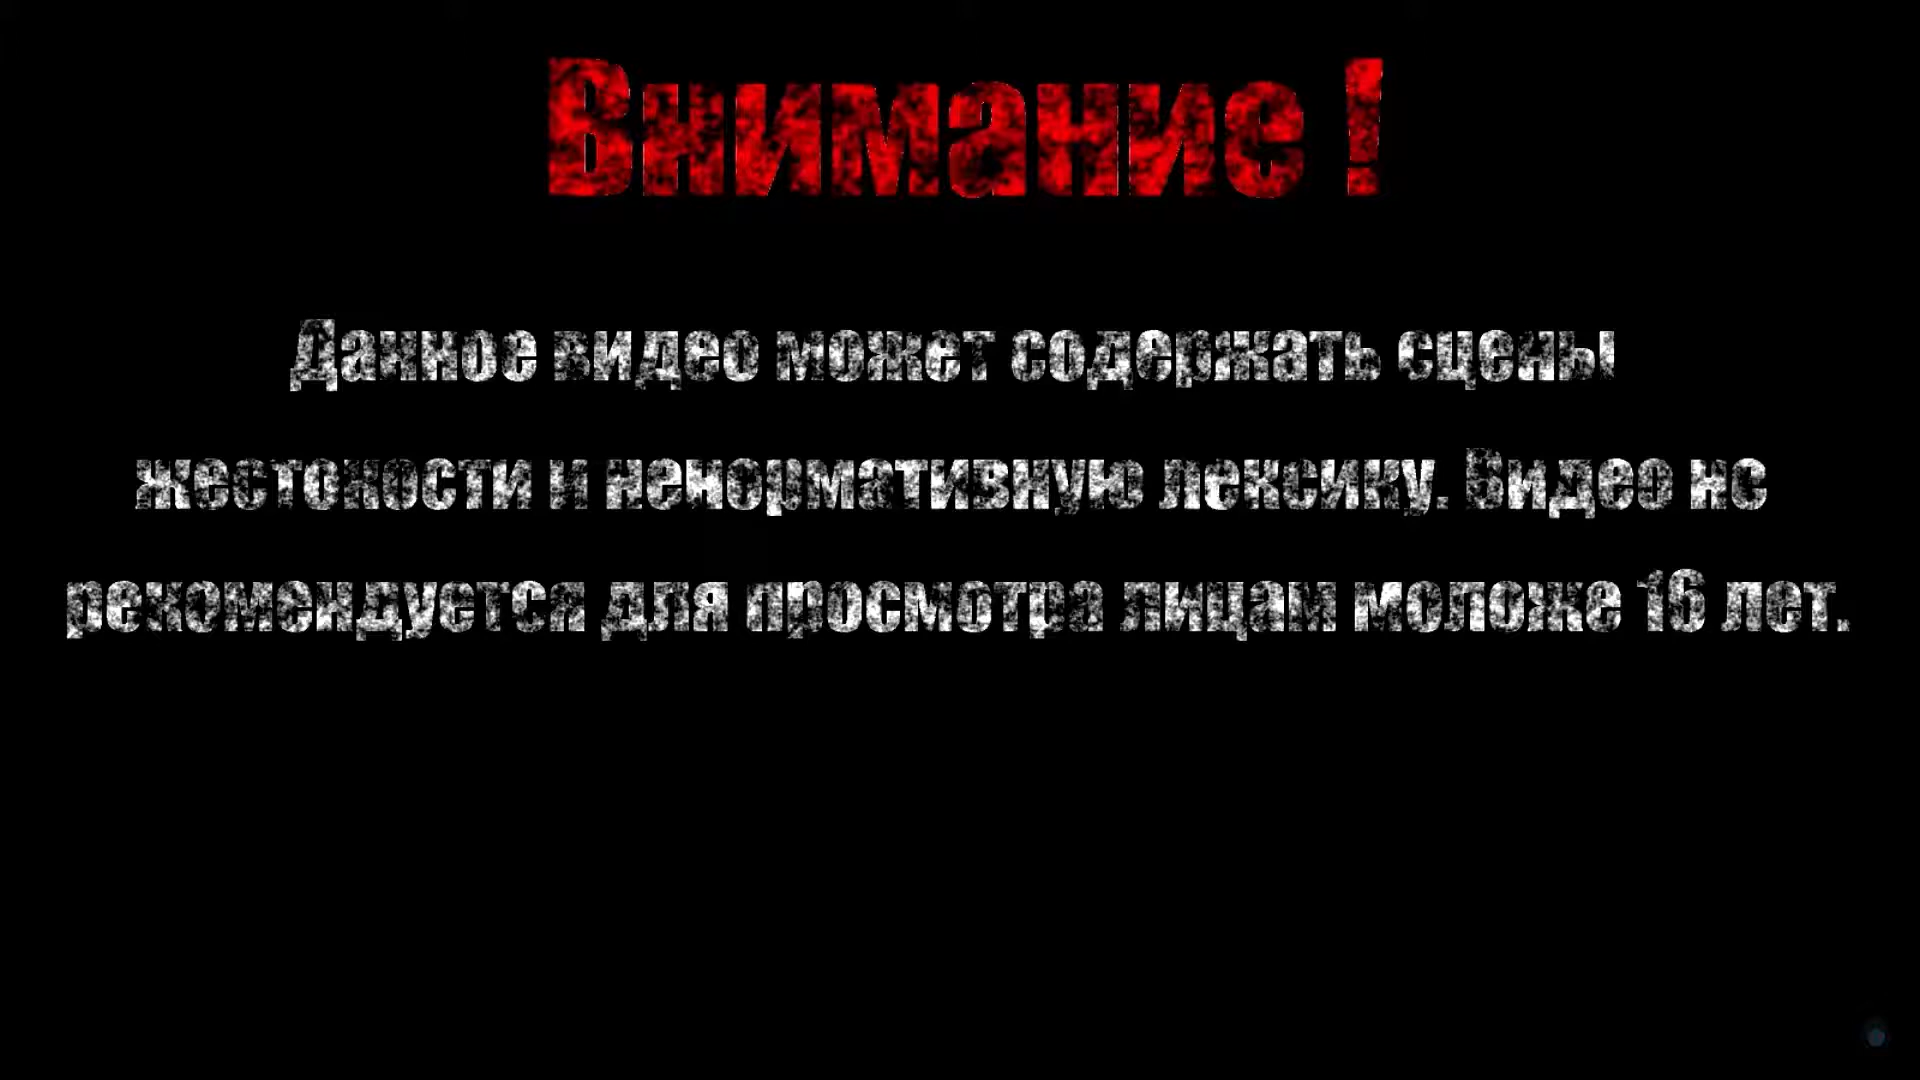 Внимание !
Данное видео может содержать сцены
жестокости и ненормативную лексику. Видео не
рекомендуется для просмотра лицам моложе 16 лет.